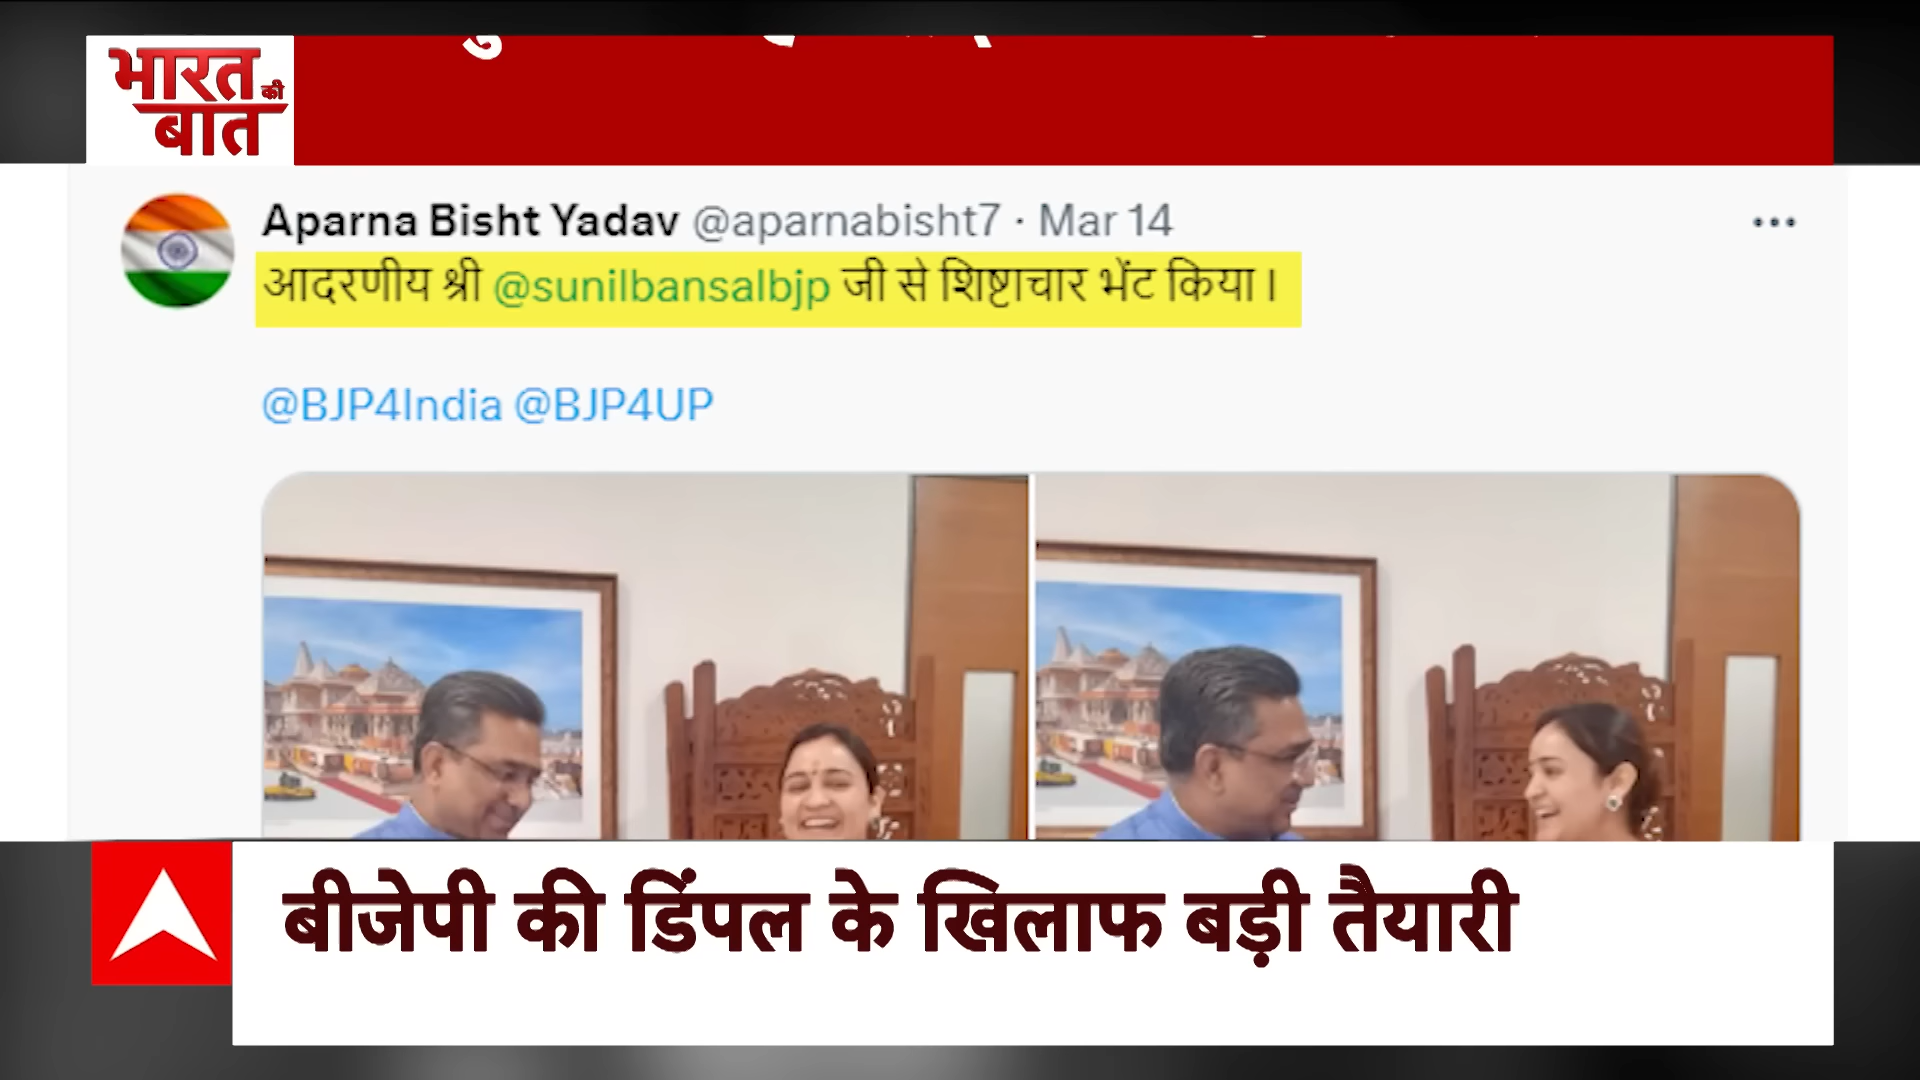 भारत की
बात
Aparna Bisht Yadav @aparnabisht7 · Mar 14
आदरणीय श्री @sunilbansalbjp जी से शिष्टाचार भेंट किया।
@BJP4India @BJP4UP
बीजेपी की डिंपल के खिलाफ बड़ी तैयारी